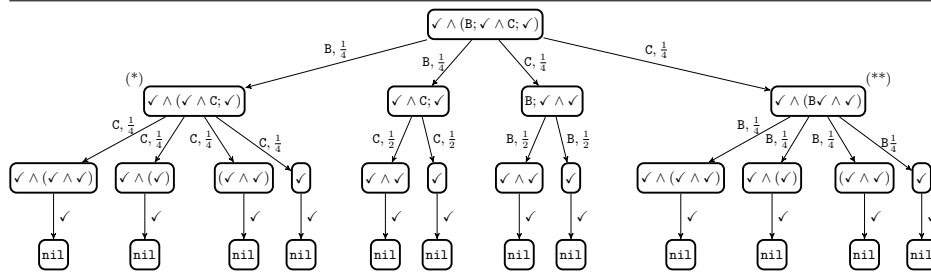 ✓ ∧ (B; ✓ ∧ C; ✓)
B, 1/4 B, 1/4 C, 1/4 C, 1/4
(*) (**)
✓ ∧ (✓ ∧ C; ✓) ✓ ∧ C; ✓ B; ✓ ∧ ✓ ✓ ∧ (B✓ ∧ ✓)
C, 1/4 C, 1/4 C, 1/4 C, 1/4 C, 1/2 C, 1/2 B, 1/2 B, 1/2 B, 1/4 B, 1/4 B, 1/4 B 1/4
✓ ∧ (✓ ∧ ✓) ✓ ∧ (✓) (✓ ∧ ✓) ✓ ✓ ∧ ✓ ✓ ✓ ∧ ✓ ✓ ✓ ∧ (✓ ∧ ✓) ✓ ∧ (✓) (✓ ∧ ✓) ✓
✓ ✓ ✓ ✓ ✓ ✓ ✓ ✓ ✓ ✓ ✓ ✓
nil nil nil nil nil nil nil nil nil nil nil nil